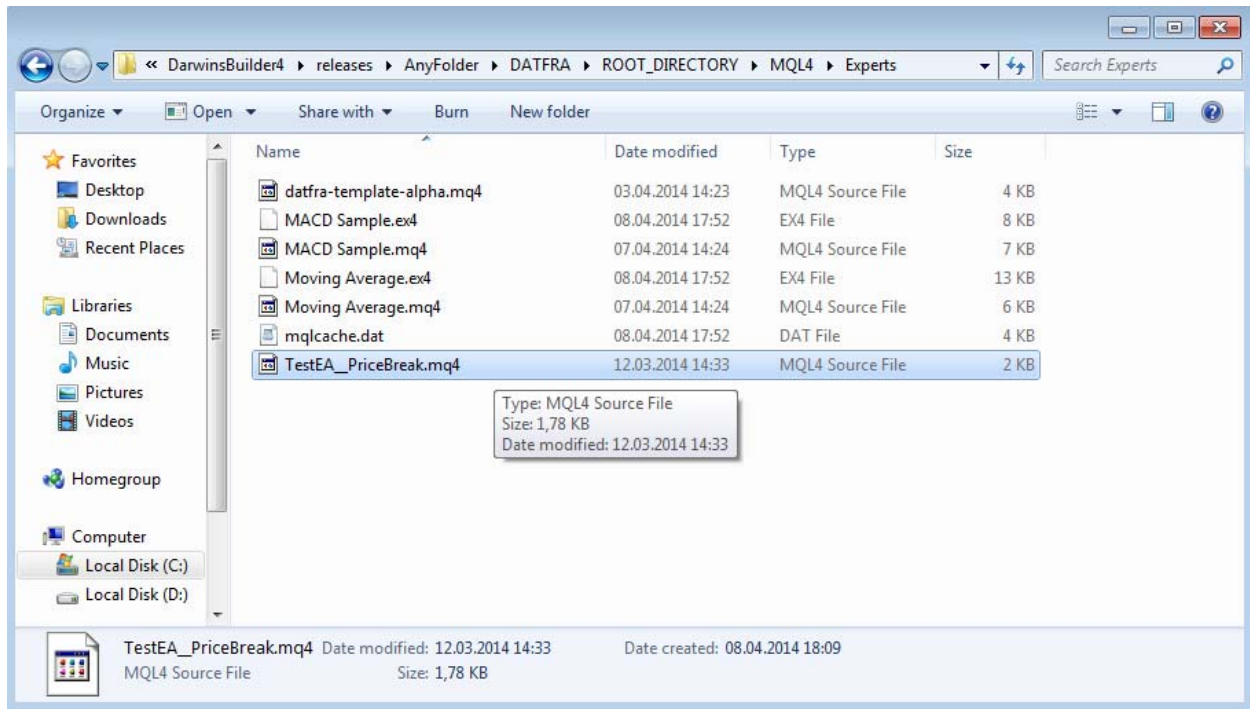 « DarwinsBuilder4 ▸ releases ▸ AnyFolder ▸ DATFRA ▸ ROOT_DIRECTORY ▸ MQL4 ▸ Experts
Search Experts
Organize Open Share with Burn New folder
Name Date modified Type Size
Favorites
Desktop
Downloads
Recent Places
Libraries
Documents
Music
Pictures
Videos
Homegroup
Computer
Local Disk (C:)
Local Disk (D:)
datfra-template-alpha.mq4 03.04.2014 14:23 MQL4 Source File 4 KB
MACD Sample.ex4 08.04.2014 17:52 EX4 File 8 KB
MACD Sample.mq4 07.04.2014 14:24 MQL4 Source File 7 KB
Moving Average.ex4 08.04.2014 17:52 EX4 File 13 KB
Moving Average.mq4 07.04.2014 14:24 MQL4 Source File 6 KB
mqlcache.dat 08.04.2014 17:52 DAT File 4 KB
TestEA__PriceBreak.mq4 12.03.2014 14:33 MQL4 Source File 2 KB
Type: MQL4 Source File
Size: 1,78 KB
Date modified: 12.03.2014 14:33
TestEA__PriceBreak.mq4 Date modified: 12.03.2014 14:33 Date created: 08.04.2014 18:09
MQL4 Source File Size: 1,78 KB